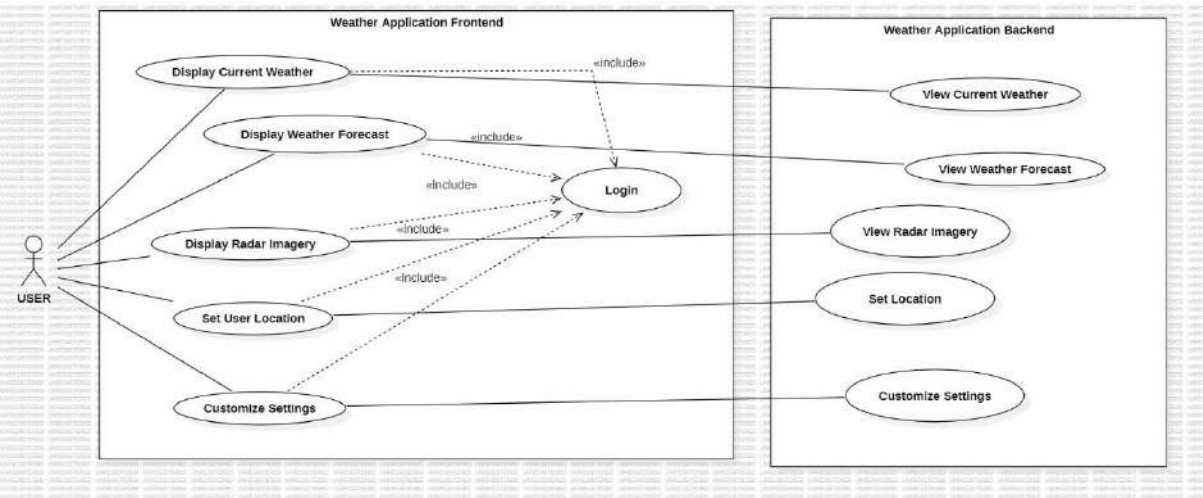 Weather Application Frontend
Weather Application Backend
Display Current Weather
«include»
View Current Weather
Display Weather Forecast
«include»
View Weather Forecast
«include»
Login
Display Radar Imagery
«include»
View Radar Imagery
USER
«include»
Set User Location
Set Location
Customize Settings
Customize Settings